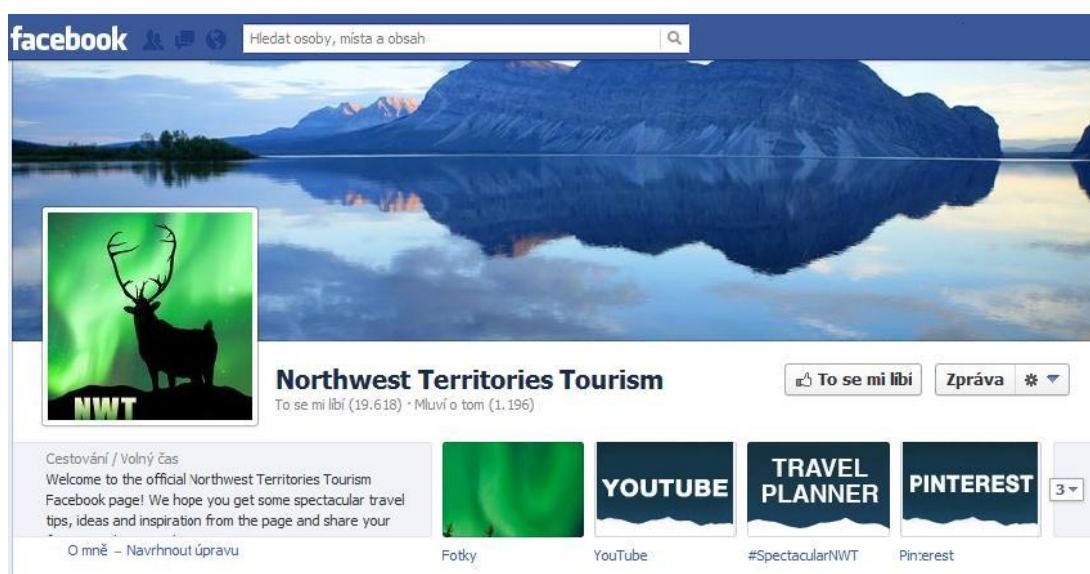 facebook
Hledat osoby, místa a obsah
NWT
Northwest Territories Tourism
To se mi líbí (19.618) · Mluví o tom (1.196)
To se mi líbí
Zpráva
Cestování / Volný čas
Welcome to the official Northwest Territories Tourism
Facebook page! We hope you get some spectacular travel
tips, ideas and inspiration from the page and share your
O mně – Navrhnout úpravu
Fotky
YOUTUBE
YouTube
TRAVEL
PLANNER
#SpectacularNWT
PINTEREST
Pinterest
3